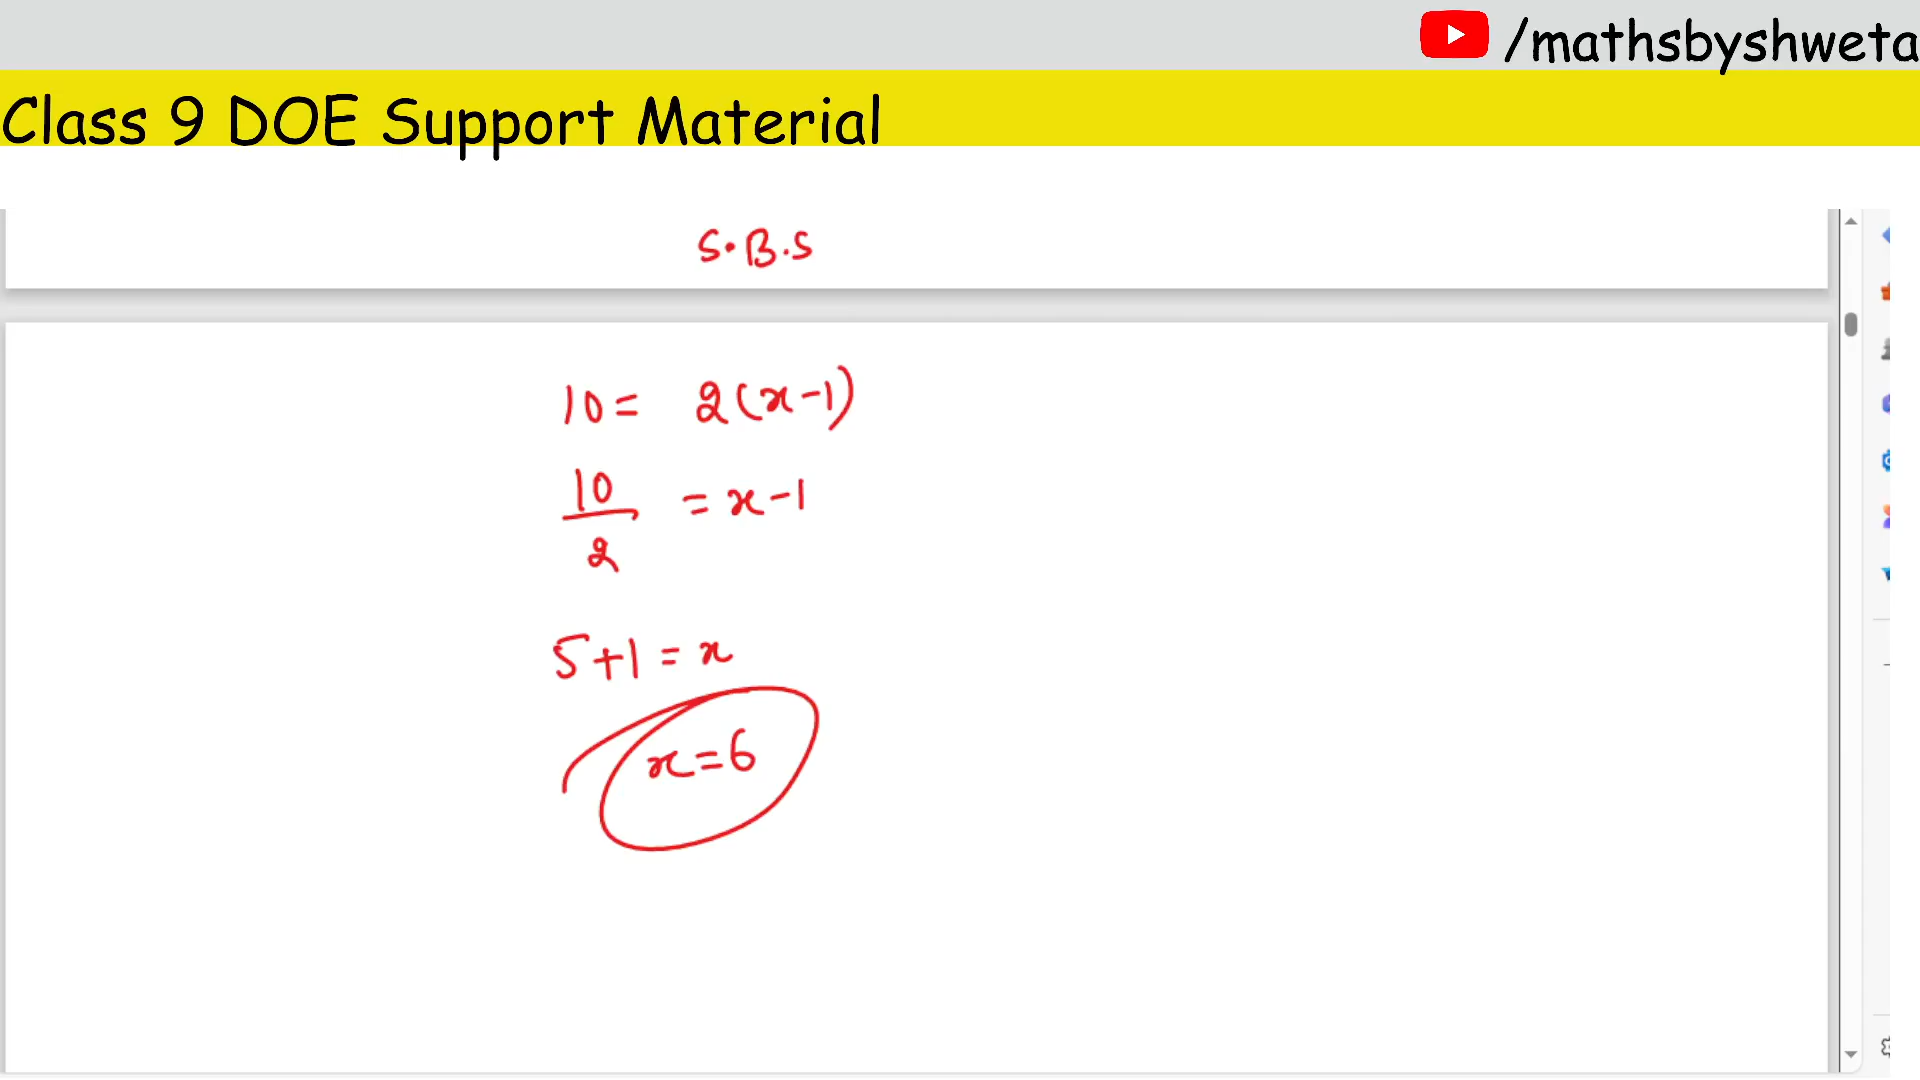 /mathsbyshweta
Class 9 DOE Support Material
S.B.S
10 = 2(x-1)
10/2 = x-1
5+1 = x
x=6